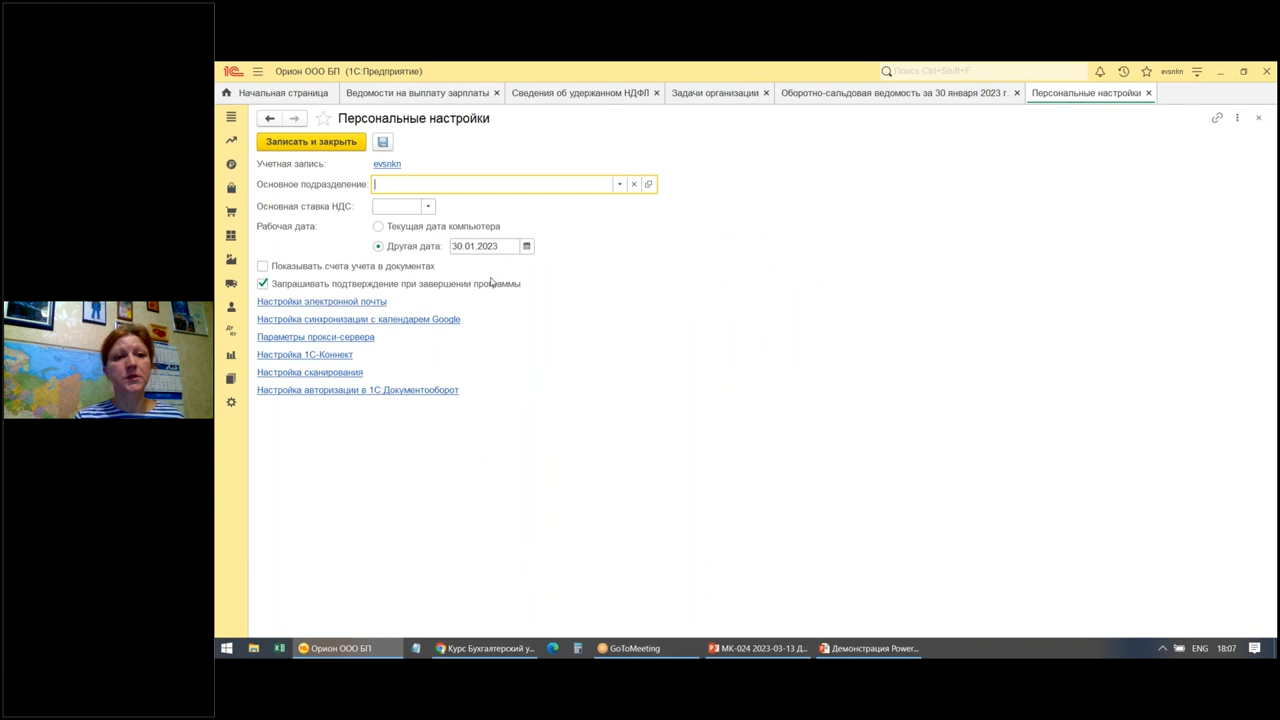 Орион ООО БП (1С:Предприятие)
Поиск Ctrl+Shift+F
evsnkn
Начальная страница
Ведомости на выплату зарплаты
Сведения об удержанном НДФЛ
Задачи организации
Оборотно-сальдовая ведомость за 30 января 2023 г.
Персональные настройки
Персональные настройки
Записать и закрыть
Учетная запись: evsnkn
Основное подразделение:
Основная ставка НДС:
Рабочая дата: Текущая дата компьютера
Другая дата: 30.01.2023
Показывать счета учета в документах
Запрашивать подтверждение при завершении программы
Настройки электронной почты
Настройка синхронизации с календарем Google
Параметры прокси-сервера
Настройка 1С-Коннект
Настройка сканирования
Настройка авторизации в 1С:Документооборот
Орион ООО БП
Курс Бухгалтерский у...
GoToMeeting
МК-024 2023-03-13 Д...
Демонстрация Power...
ENG
18:07